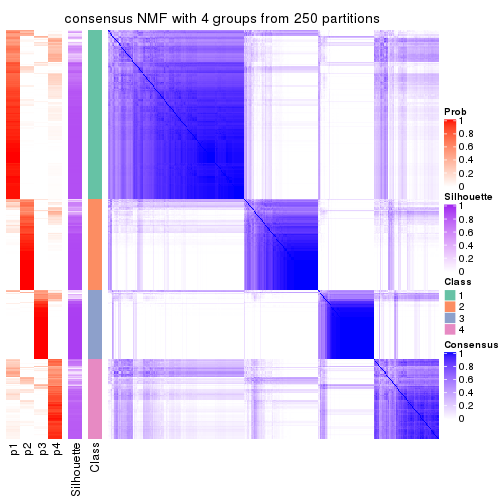 consensus NMF with 4 groups from 250 partitions
Prob
1
0.8
0.6
0.4
0.2
0
Silhouette
1
0.8
0.6
0.4
0.2
0
Class
1
2
3
4
Consensus
1
0.8
0.6
0.4
0.2
0
p1
p2
p3
p4
Silhouette
Class